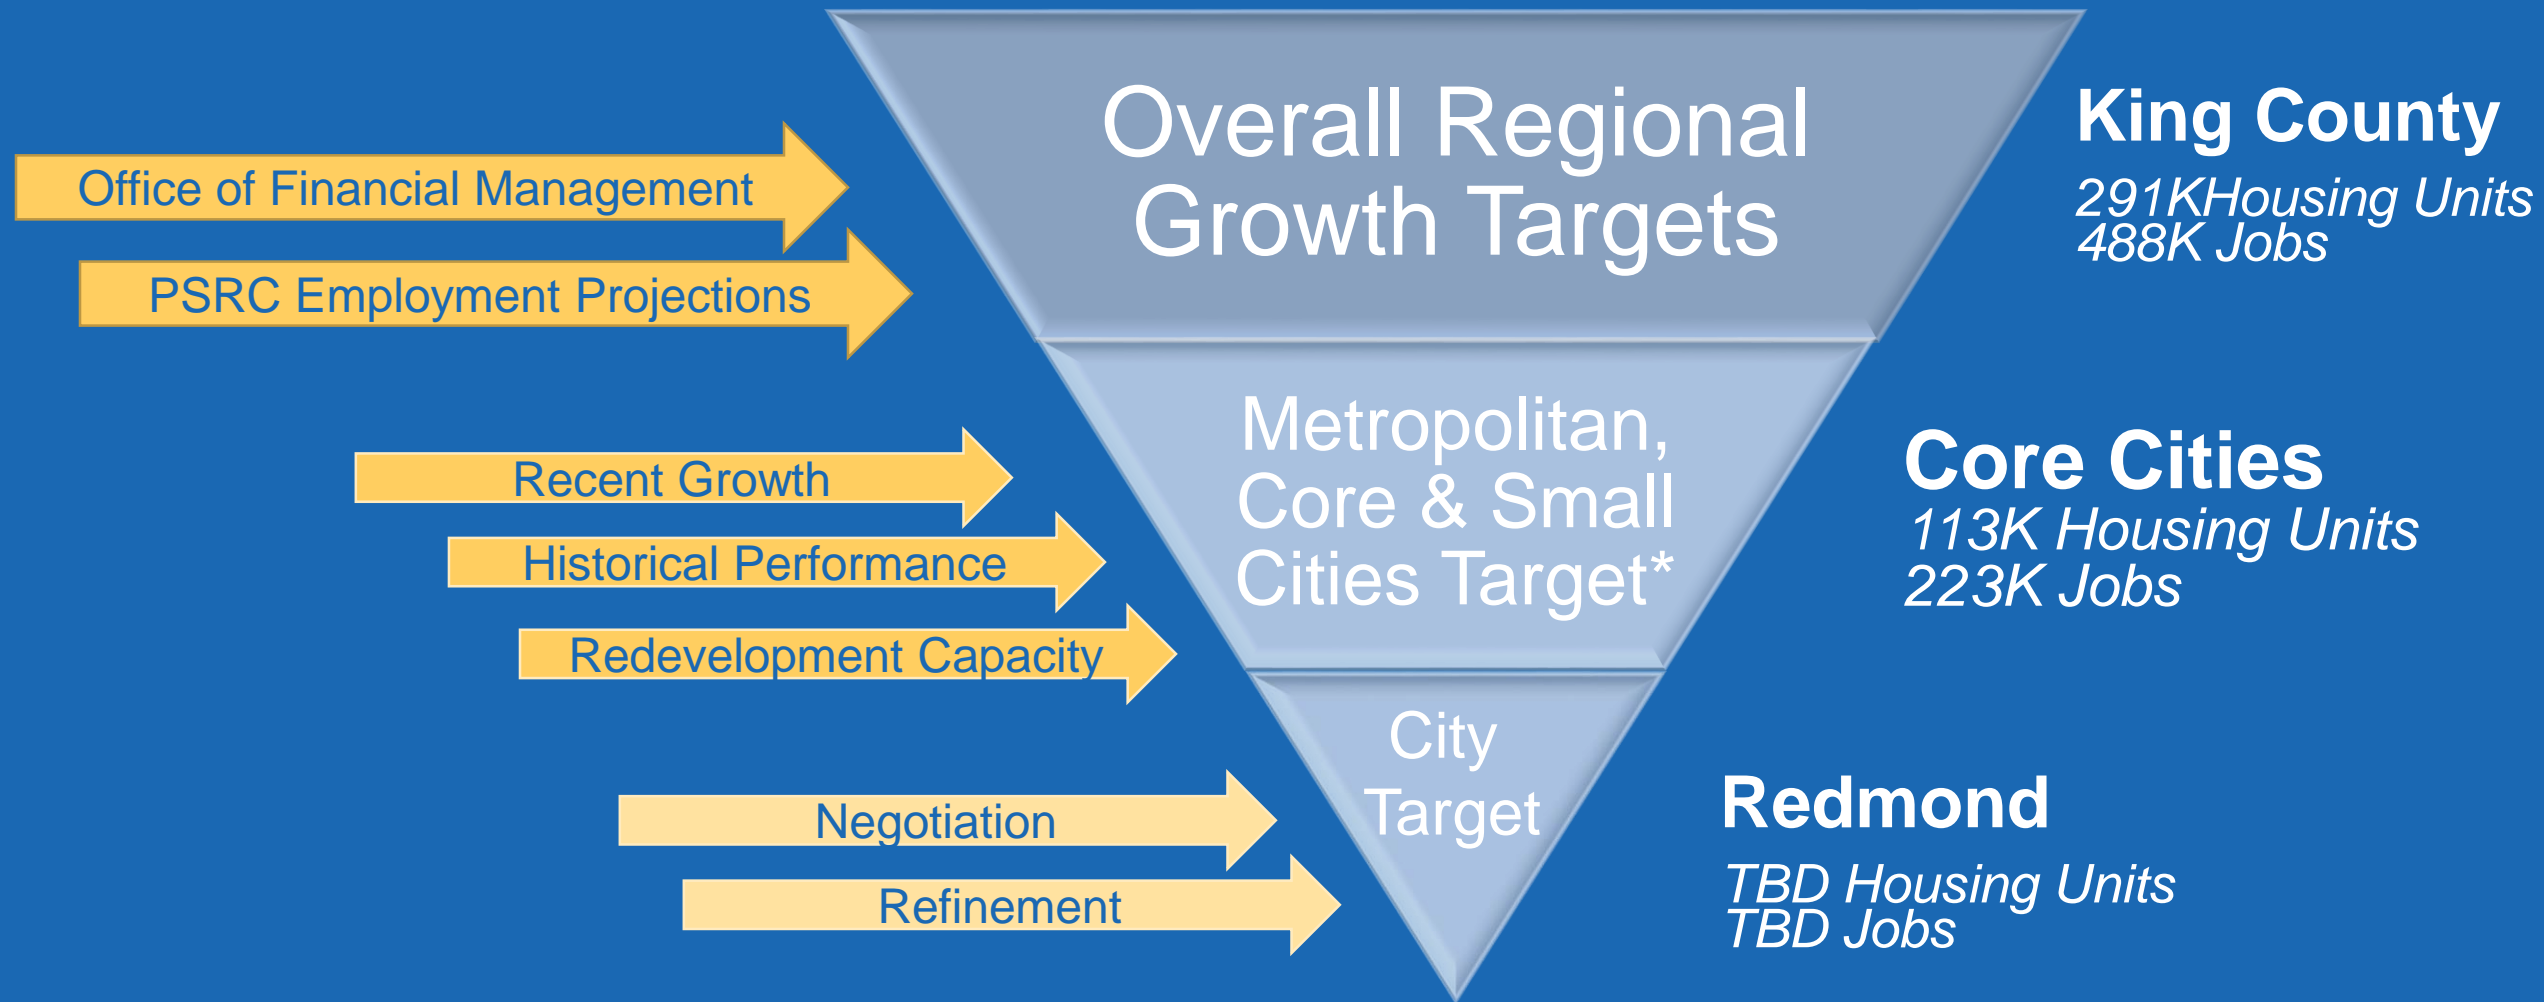 Office of Financial Management
PSRC Employment Projections
Overall Regional
Growth Targets
King County
291KHousing Units
488K Jobs
Recent Growth
Historical Performance
Redevelopment Capacity
Metropolitan,
Core & Small
Cities Target*
Core Cities
113K Housing Units
223K Jobs
Negotiation
Refinement
City
Target
Redmond
TBD Housing Units
TBD Jobs